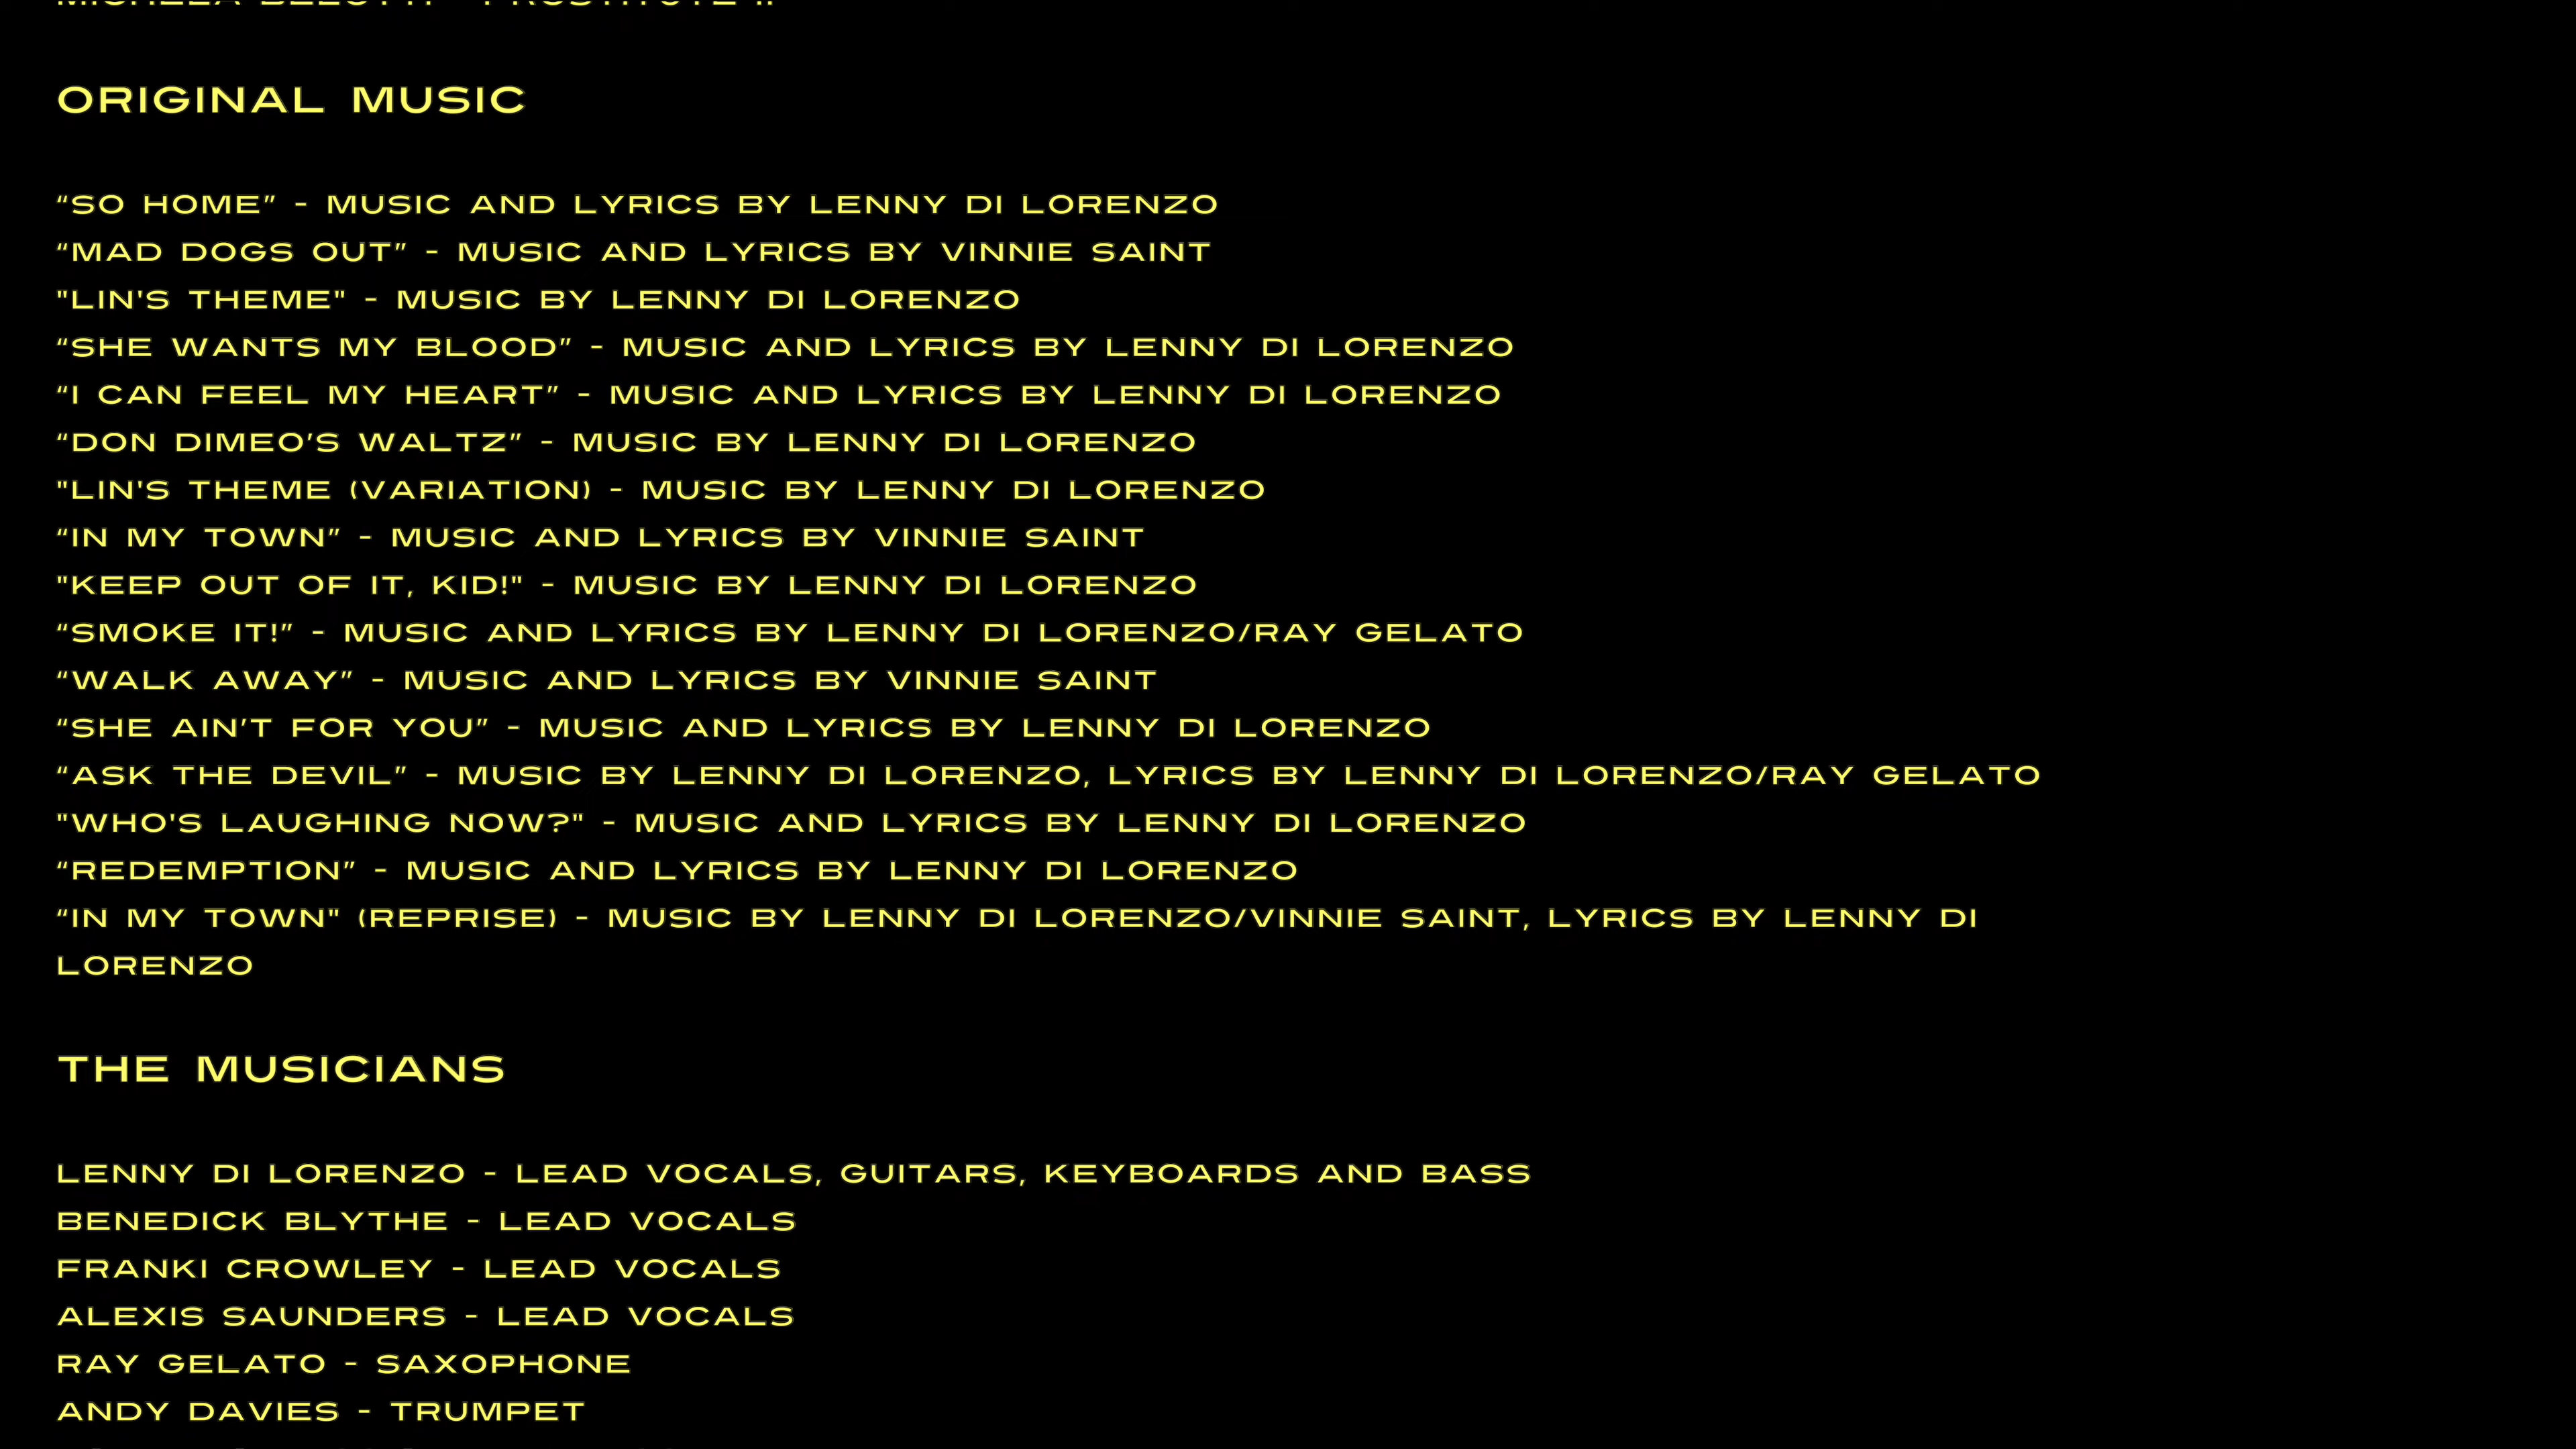 ORIGINAL MUSIC
“SO HOME” - MUSIC AND LYRICS BY LENNY DI LORENZO
“MAD DOGS OUT” - MUSIC AND LYRICS BY VINNIE SAINT
"LIN'S THEME" - MUSIC BY LENNY DI LORENZO
“SHE WANTS MY BLOOD” - MUSIC AND LYRICS BY LENNY DI LORENZO
“I CAN FEEL MY HEART” - MUSIC AND LYRICS BY LENNY DI LORENZO
“DON DIMEO’S WALTZ” - MUSIC BY LENNY DI LORENZO
"LIN'S THEME (VARIATION) - MUSIC BY LENNY DI LORENZO
“IN MY TOWN” - MUSIC AND LYRICS BY VINNIE SAINT
"KEEP OUT OF IT, KID!" - MUSIC BY LENNY DI LORENZO
“SMOKE IT!” - MUSIC AND LYRICS BY LENNY DI LORENZO/RAY GELATO
“WALK AWAY” - MUSIC AND LYRICS BY VINNIE SAINT
“SHE AIN’T FOR YOU” - MUSIC AND LYRICS BY LENNY DI LORENZO
“ASK THE DEVIL” - MUSIC BY LENNY DI LORENZO, LYRICS BY LENNY DI LORENZO/RAY GELATO
"WHO'S LAUGHING NOW?" - MUSIC AND LYRICS BY LENNY DI LORENZO
“REDEMPTION” - MUSIC AND LYRICS BY LENNY DI LORENZO
“IN MY TOWN" (REPRISE) - MUSIC BY LENNY DI LORENZO/VINNIE SAINT, LYRICS BY LENNY DI
LORENZO
THE MUSICIANS
LENNY DI LORENZO - LEAD VOCALS, GUITARS, KEYBOARDS AND BASS
BENEDICK BLYTHE - LEAD VOCALS
FRANKI CROWLEY - LEAD VOCALS
ALEXIS SAUNDERS - LEAD VOCALS
RAY GELATO - SAXOPHONE
ANDY DAVIES - TRUMPET